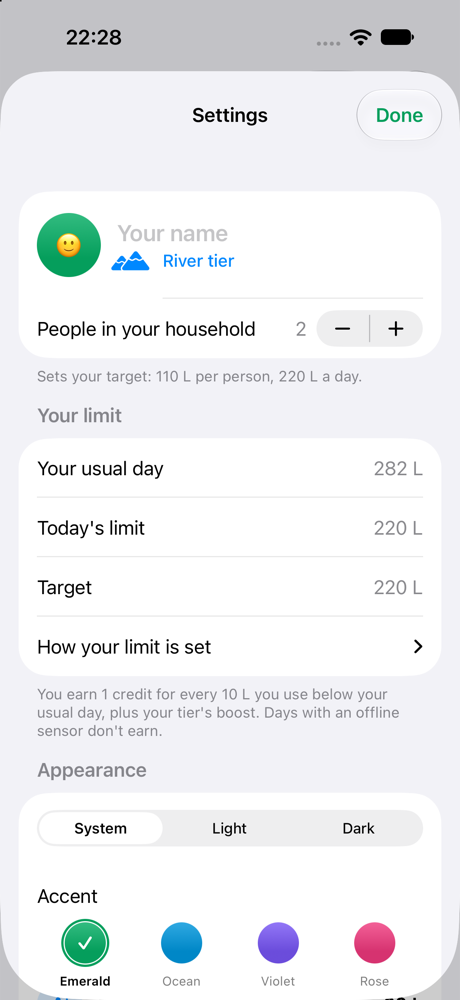 22:28
Settings
Done
Your name
River tier
People in your household
2
Sets your target: 110 L per person, 220 L a day.
Your limit
Your usual day
282 L
Today's limit
220 L
Target
220 L
How your limit is set
You earn 1 credit for every 10 L you use below your
usual day, plus your tier's boost. Days with an offline
sensor don't earn.
Appearance
System
Light
Dark
Accent
Emerald
Ocean
Violet
Rose